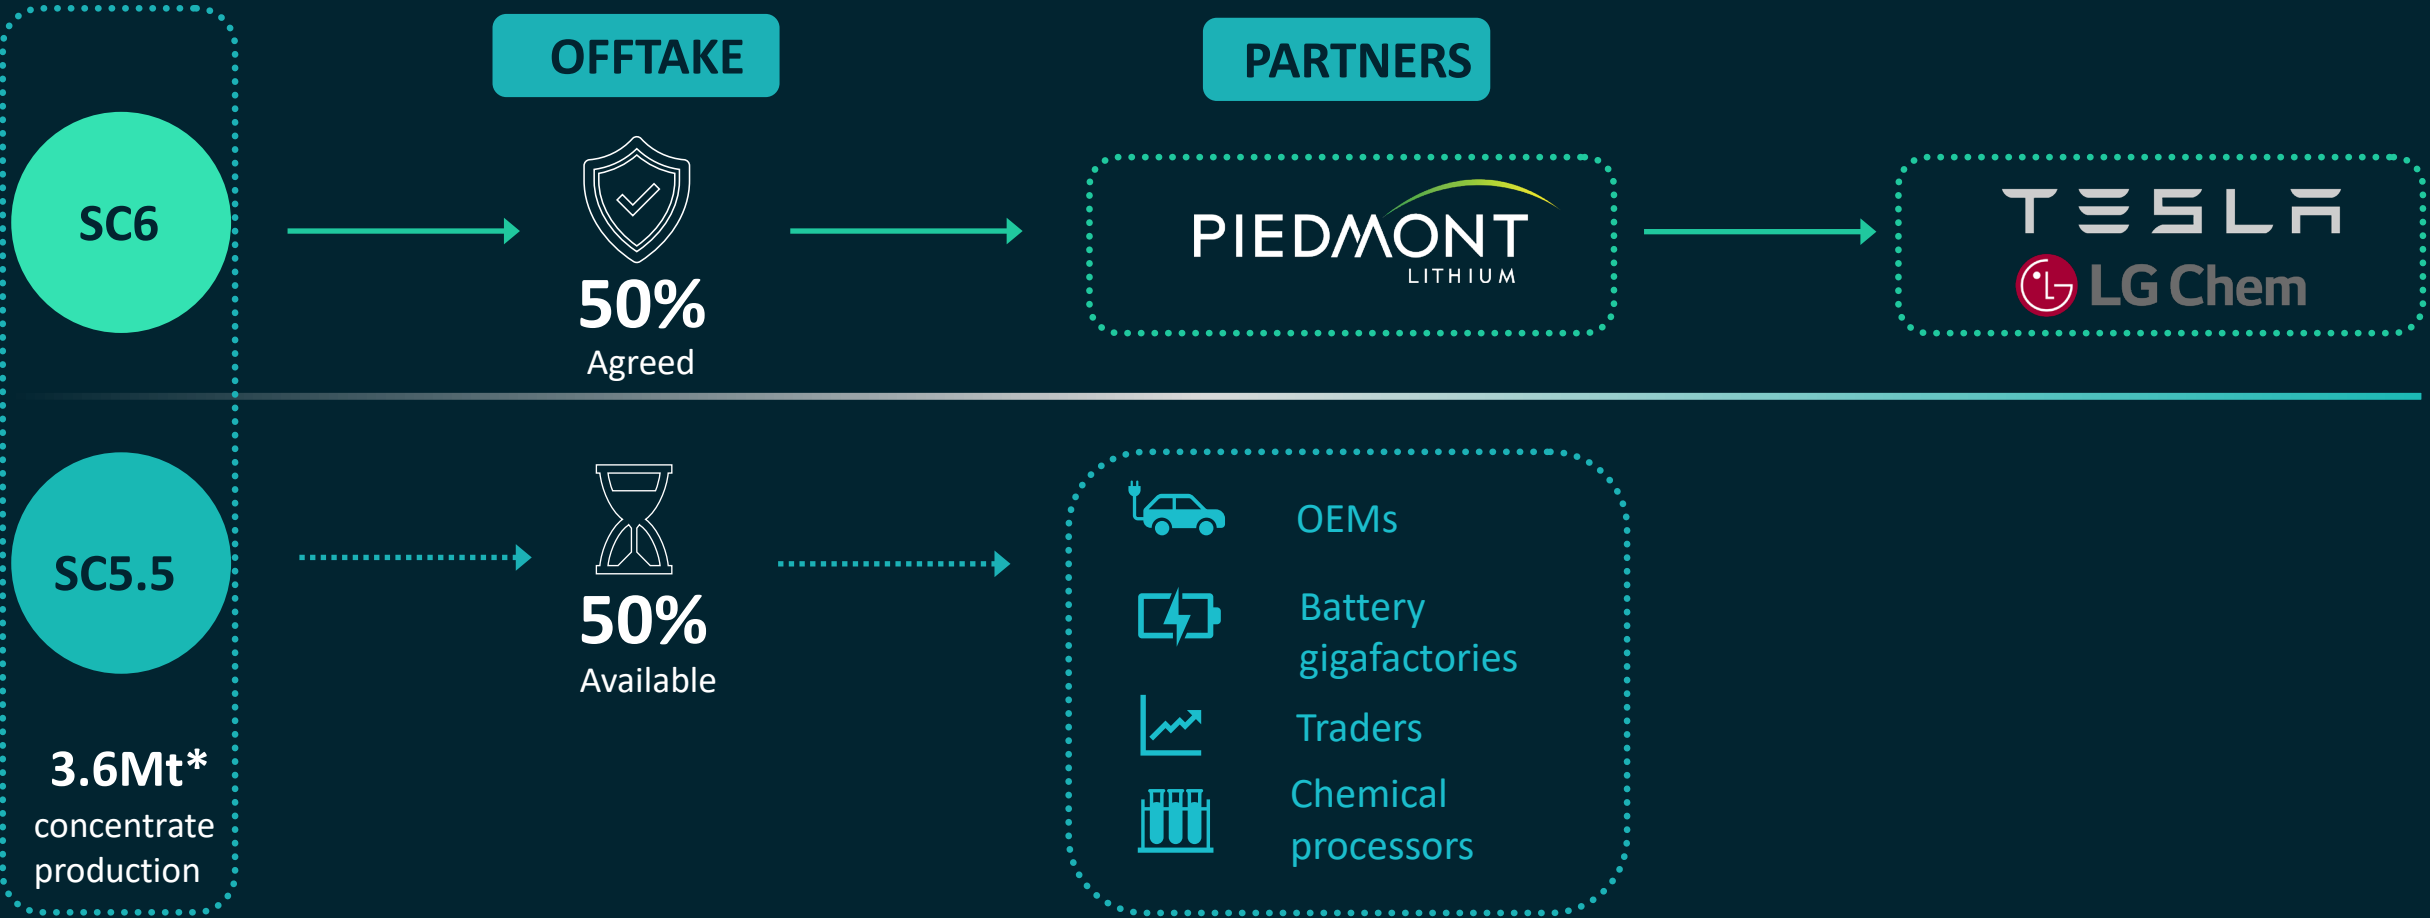 OFFTAKE
PARTNERS
SC6
50%
Agreed
PIEDMONT
LITHIUM
TESLA
LG Chem
SC5.5
50%
Available
OEMs
Battery
gigafactories
Traders
Chemical
processors
3.6Mt*
concentrate
production